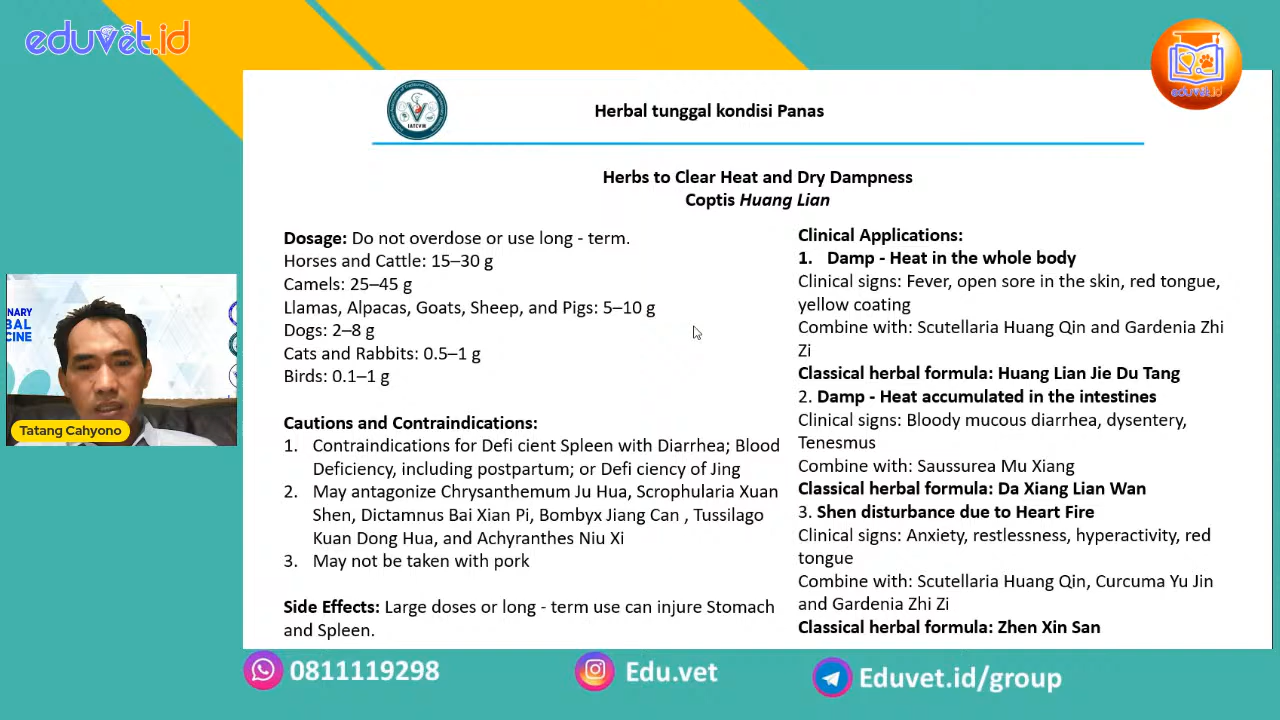 eduvet.id
eduvet.id
IATCVM
Herbal tunggal kondisi Panas
Herbs to Clear Heat and Dry Dampness
Coptis Huang Lian
Dosage: Do not overdose or use long - term.
Horses and Cattle: 15–30 g
Camels: 25–45 g
Llamas, Alpacas, Goats, Sheep, and Pigs: 5–10 g
Dogs: 2–8 g
Cats and Rabbits: 0.5–1 g
Birds: 0.1–1 g
Cautions and Contraindications:
1. Contraindications for Defi cient Spleen with Diarrhea; Blood
Deficiency, including postpartum; or Defi ciency of Jing
2. May antagonize Chrysanthemum Ju Hua, Scrophularia Xuan
Shen, Dictamnus Bai Xian Pi, Bombyx Jiang Can , Tussilago
Kuan Dong Hua, and Achyranthes Niu Xi
3. May not be taken with pork
Side Effects: Large doses or long - term use can injure Stomach
and Spleen.
Clinical Applications:
1. Damp - Heat in the whole body
Clinical signs: Fever, open sore in the skin, red tongue,
yellow coating
Combine with: Scutellaria Huang Qin and Gardenia Zhi
Zi
Classical herbal formula: Huang Lian Jie Du Tang
2. Damp - Heat accumulated in the intestines
Clinical signs: Bloody mucous diarrhea, dysentery,
Tenesmus
Combine with: Saussurea Mu Xiang
Classical herbal formula: Da Xiang Lian Wan
3. Shen disturbance due to Heart Fire
Clinical signs: Anxiety, restlessness, hyperactivity, red
tongue
Combine with: Scutellaria Huang Qin, Curcuma Yu Jin
and Gardenia Zhi Zi
Classical herbal formula: Zhen Xin San
NARY
BAL
CINE
Tatang Cahyono
0811119298
Edu.vet
Eduvet.id/group